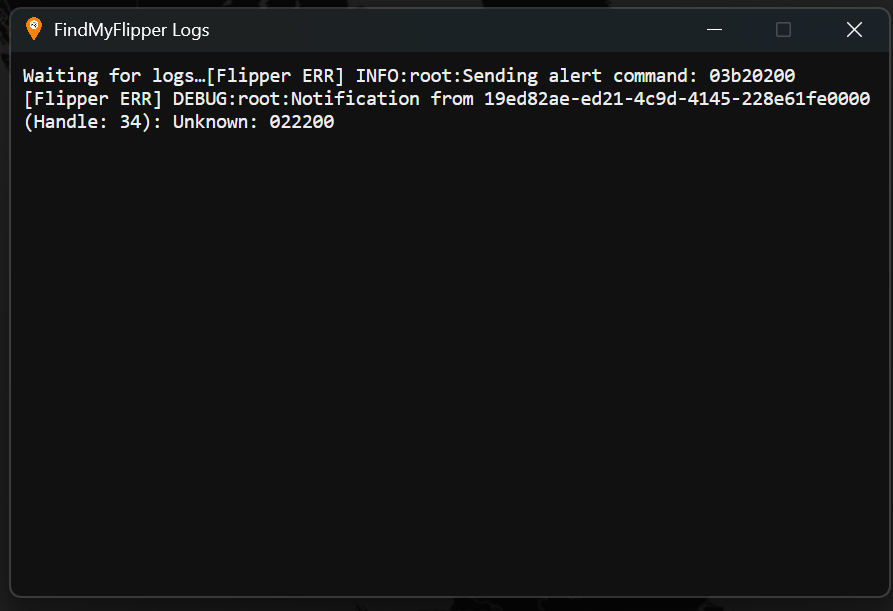 FindMyFlipper Logs
Waiting for logs…[Flipper ERR] INFO:root:Sending alert command: 03b20200
[Flipper ERR] DEBUG:root:Notification from 19ed82ae-ed21-4c9d-4145-228e61fe0000
(Handle: 34): Unknown: 022200